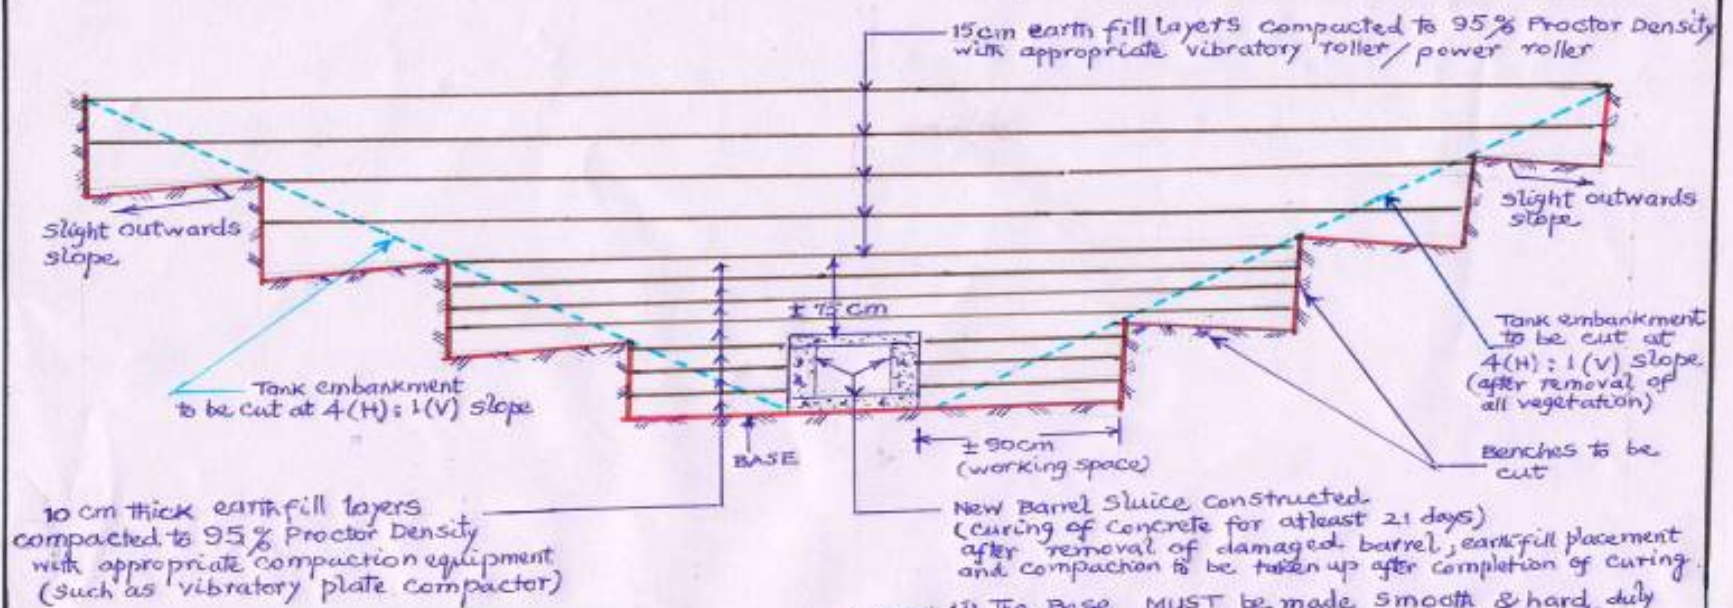 15cm earth fill layers compacted to 95% Proctor Density
with appropriate vibratory roller/power roller
Slight outwards
slope
Slight outwards
slope
± 75 cm
Tank embankment
to be cut at 4(H):1(V) slope
Tank embankment
to be cut at
4(H):1(V) slope
(after removal of
all vegetation)
BASE
± 90cm
(working space)
Benches to be
cut
10 cm thick earthfill layers
compacted to 95% Proctor Density
with appropriate compaction equipment
(such as vibratory plate compactor)
New Barrel Sluice constructed
(curing of concrete for atleast 21 days)
after removal of damaged barrel, earthfill placement
and compaction to be taken up after completion of curing.
The Base MUST be made smooth & hard duly